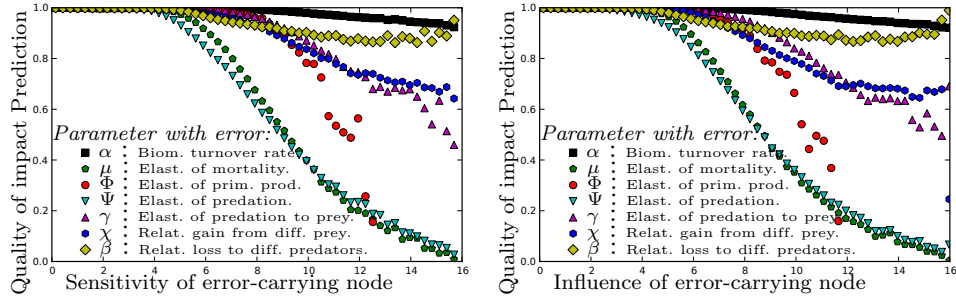 Quality of impact Prediction
1.0
0.8
0.6
0.4
0.2
0.0
0 2 4 6 8 10 12 14 16
Sensitivity of error-carrying node
Parameter with error:
α Biom. turnover rate.
μ Elast. of mortality.
Φ Elast. of prim. prod.
Ψ Elast. of predation.
γ Elast. of predation to prey.
χ Relat. gain from diff. prey.
β Relat. loss to diff. predators.
Quality of impact Prediction
1.0
0.8
0.6
0.4
0.2
0.0
0 2 4 6 8 10 12 14 16
Influence of error-carrying node
Parameter with error:
α Biom. turnover rate.
μ Elast. of mortality.
Φ Elast. of prim. prod.
Ψ Elast. of predation.
γ Elast. of predation to prey.
χ Relat. gain from diff. prey.
β Relat. loss to diff. predators.